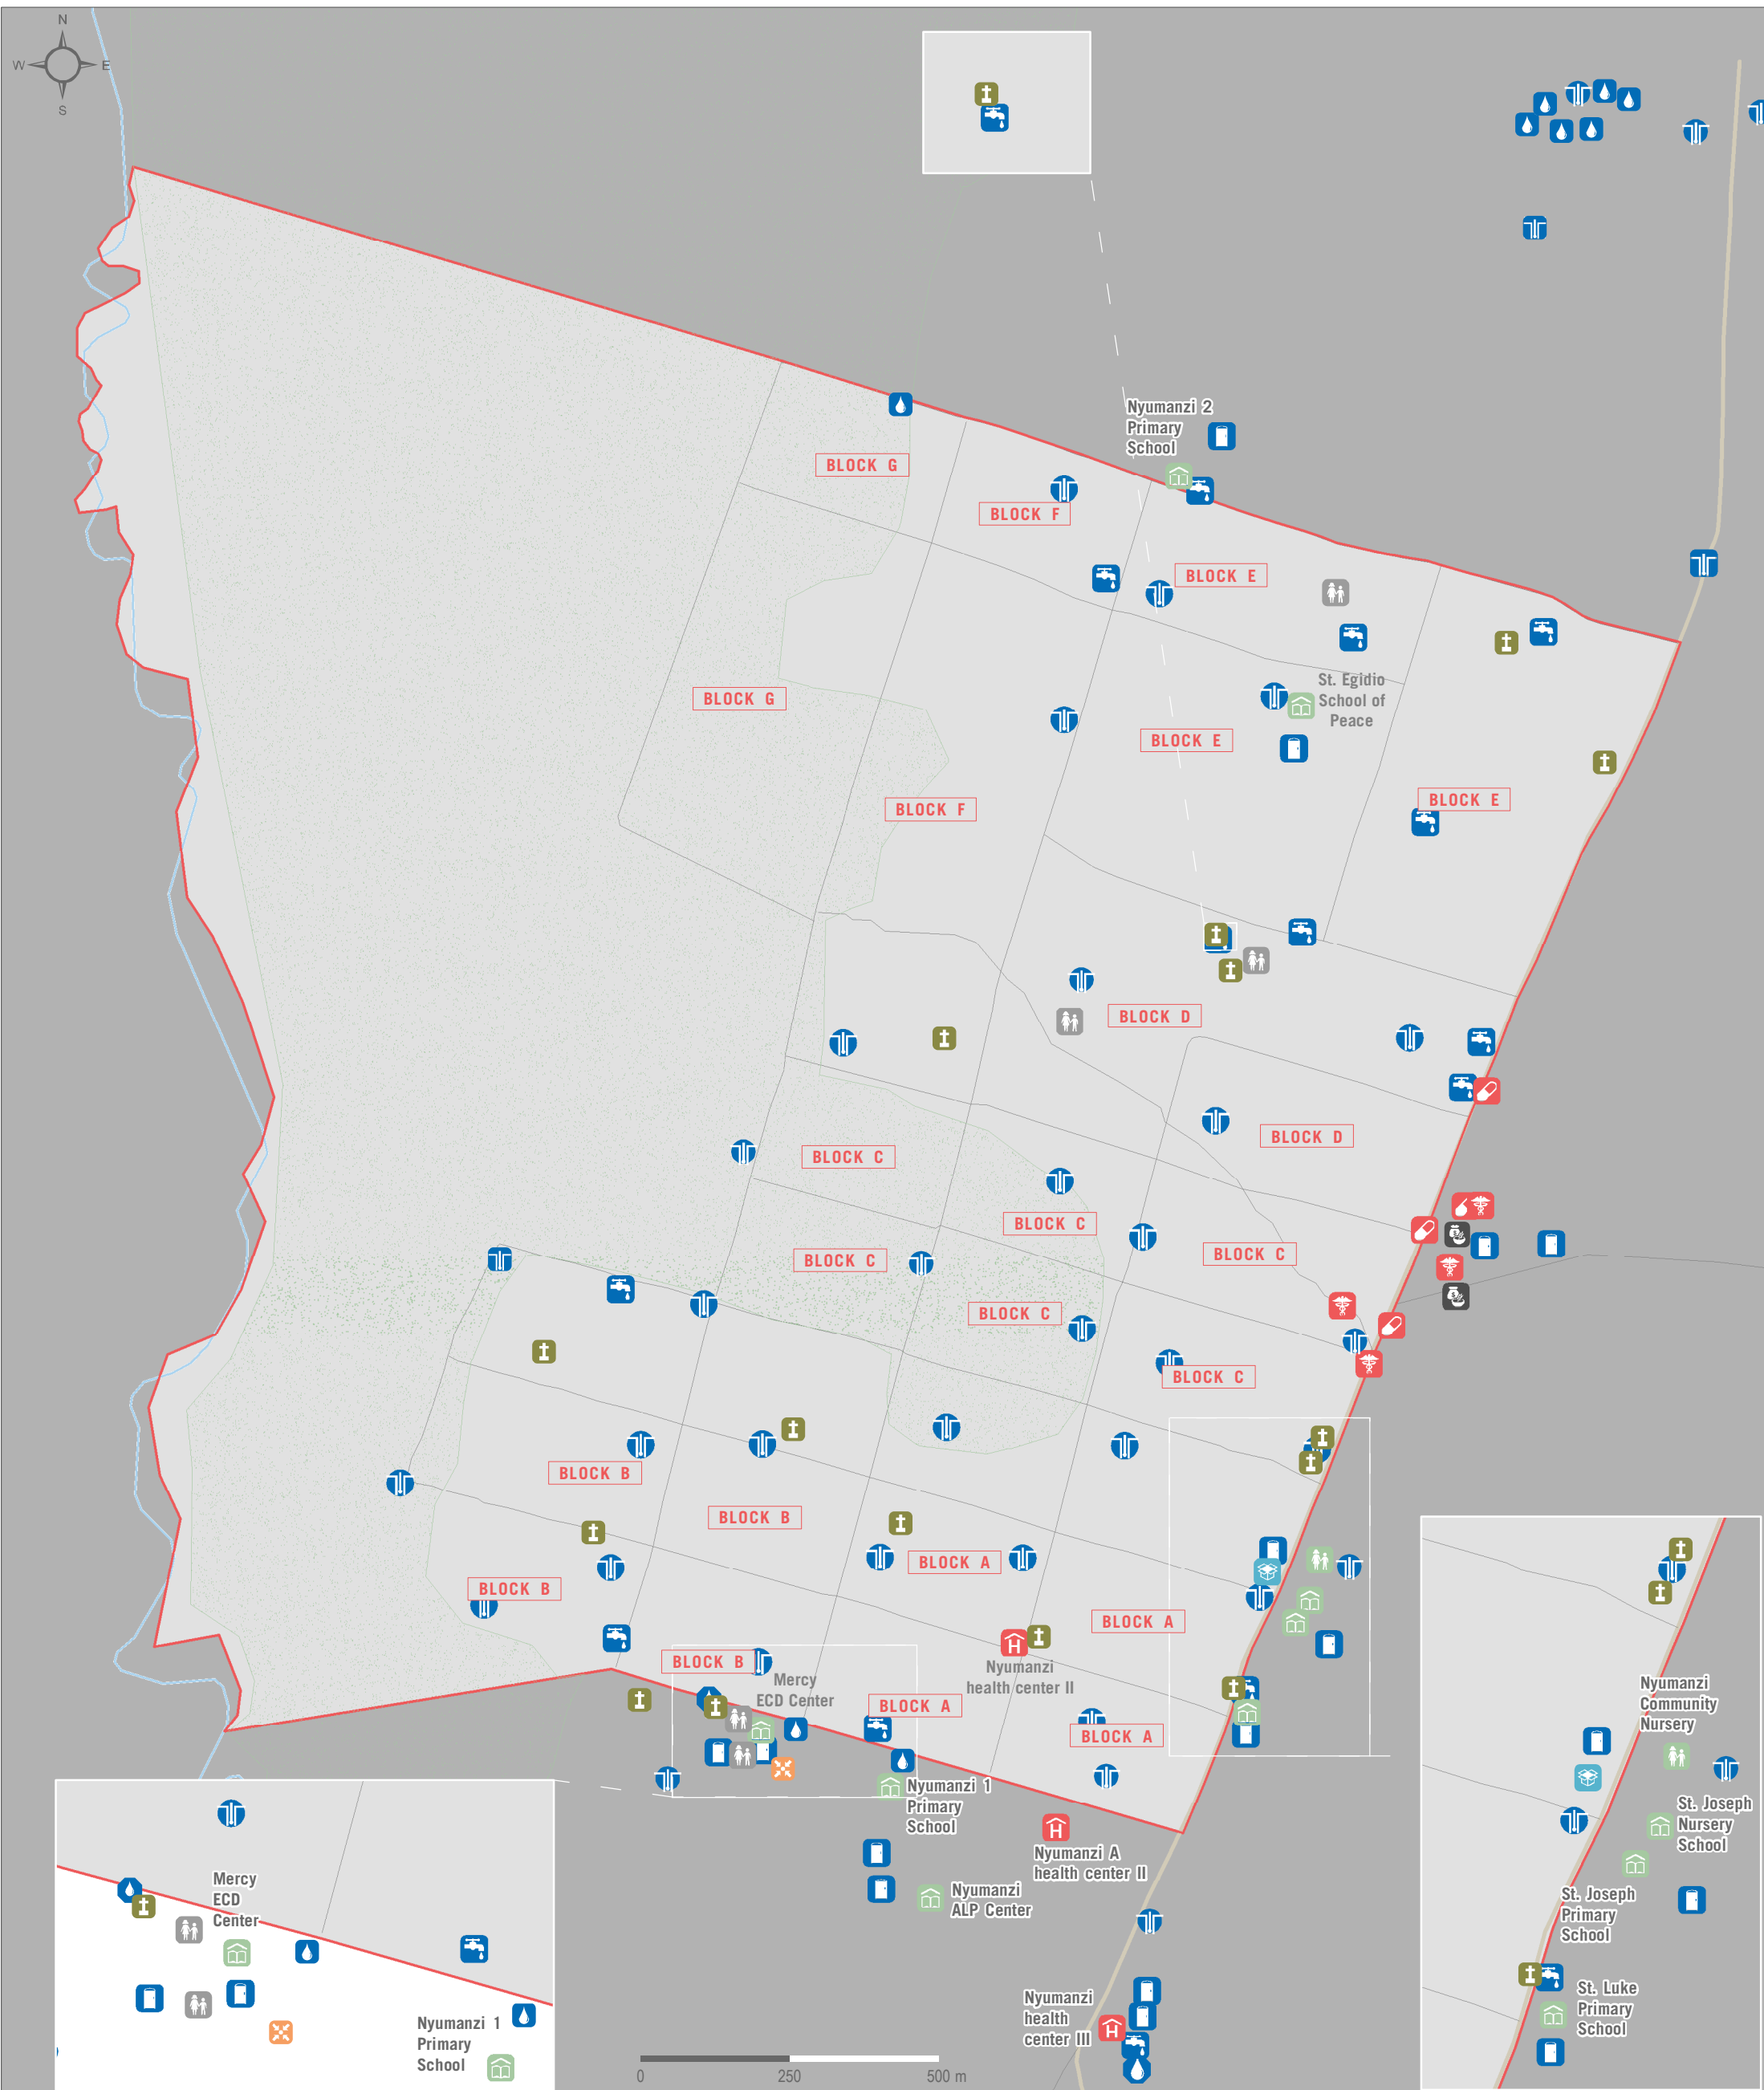 N
W
E
S
Nyumanzi 2
Primary
School
BLOCK G
BLOCK F
BLOCK E
St. Egidio
School of
Peace
BLOCK G
BLOCK E
BLOCK E
BLOCK F
BLOCK D
BLOCK D
BLOCK C
BLOCK C
BLOCK C
BLOCK C
BLOCK C
BLOCK C
BLOCK B
BLOCK B
BLOCK A
BLOCK B
BLOCK A
BLOCK B
Mercy
ECD Center
Nyumanzi
health center II
BLOCK A
BLOCK A
Nyumanzi 1
Primary
School
Nyumanzi A
health center II
Nyumanzi
ALP Center
Nyumanzi
health
center III
Mercy
ECD
Center
Nyumanzi 1
Primary
School
Nyumanzi
Community
Nursery
St. Joseph
Nursery
School
St. Joseph
Primary
School
St. Luke
Primary
School
0
250
500 m